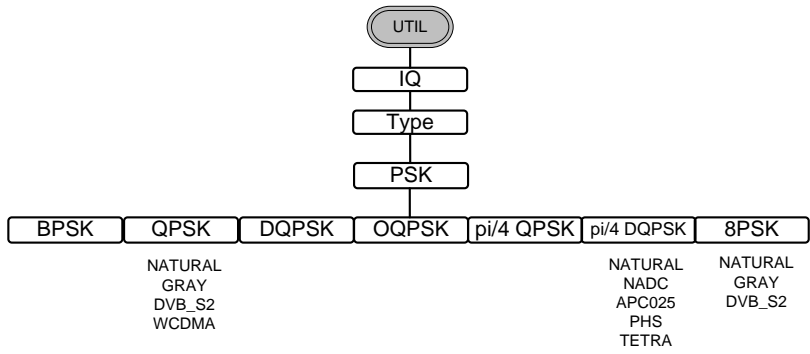 UTIL
IQ
Type
PSK
BPSK QPSK DQPSK OQPSK pi/4 QPSK pi/4 DQPSK 8PSK
NATURAL NATURAL NATURAL
GRAY NADC GRAY
DVB_S2 APC025 DVB_S2
WCDMA PHS
TETRA